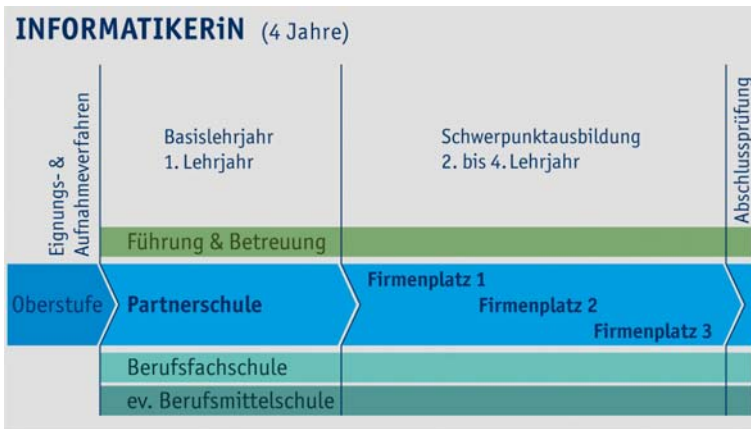 INFORMATIKERiN (4 Jahre)
Eignungs- &
Aufnahmeverfahren
Basislehrjahr
1. Lehrjahr
Schwerpunktausbildung
2. bis 4. Lehrjahr
Abschlussprüfung
Führung & Betreuung
Oberstufe
Partnerschule
Firmenplatz 1
Firmenplatz 2
Firmenplatz 3
Berufsfachschule
ev. Berufsmittelschule